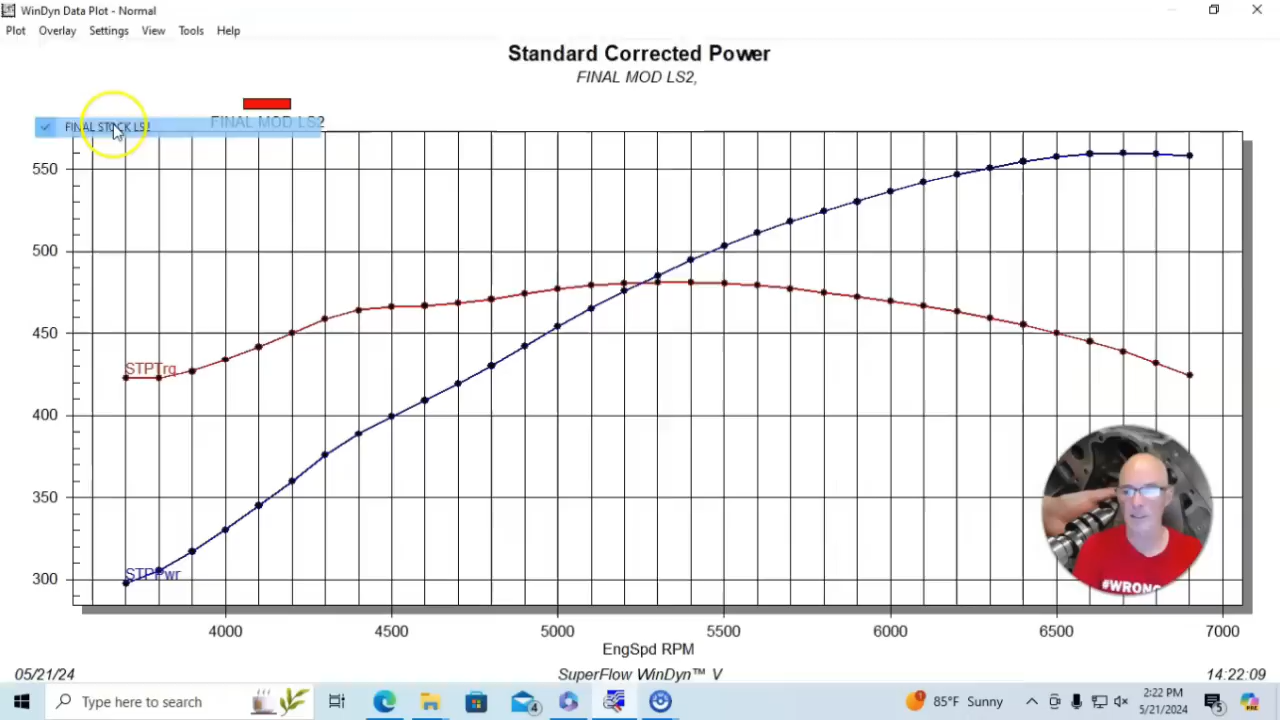 WinDyn Data Plot - Normal
Plot Overlay Settings View Tools Help
Standard Corrected Power
FINAL MOD LS2,
FINAL STOCK LS2
FINAL MOD LS2
550
500
450
400
350
300
STPTrq
STPPwr
4000 4500 5000 5500 6000 6500 7000
EngSpd RPM
#WRONG
05/21/24 SuperFlow WinDyn™ V 14:22:09
Type here to search
4
85°F Sunny
2:22 PM
5/21/2024
5